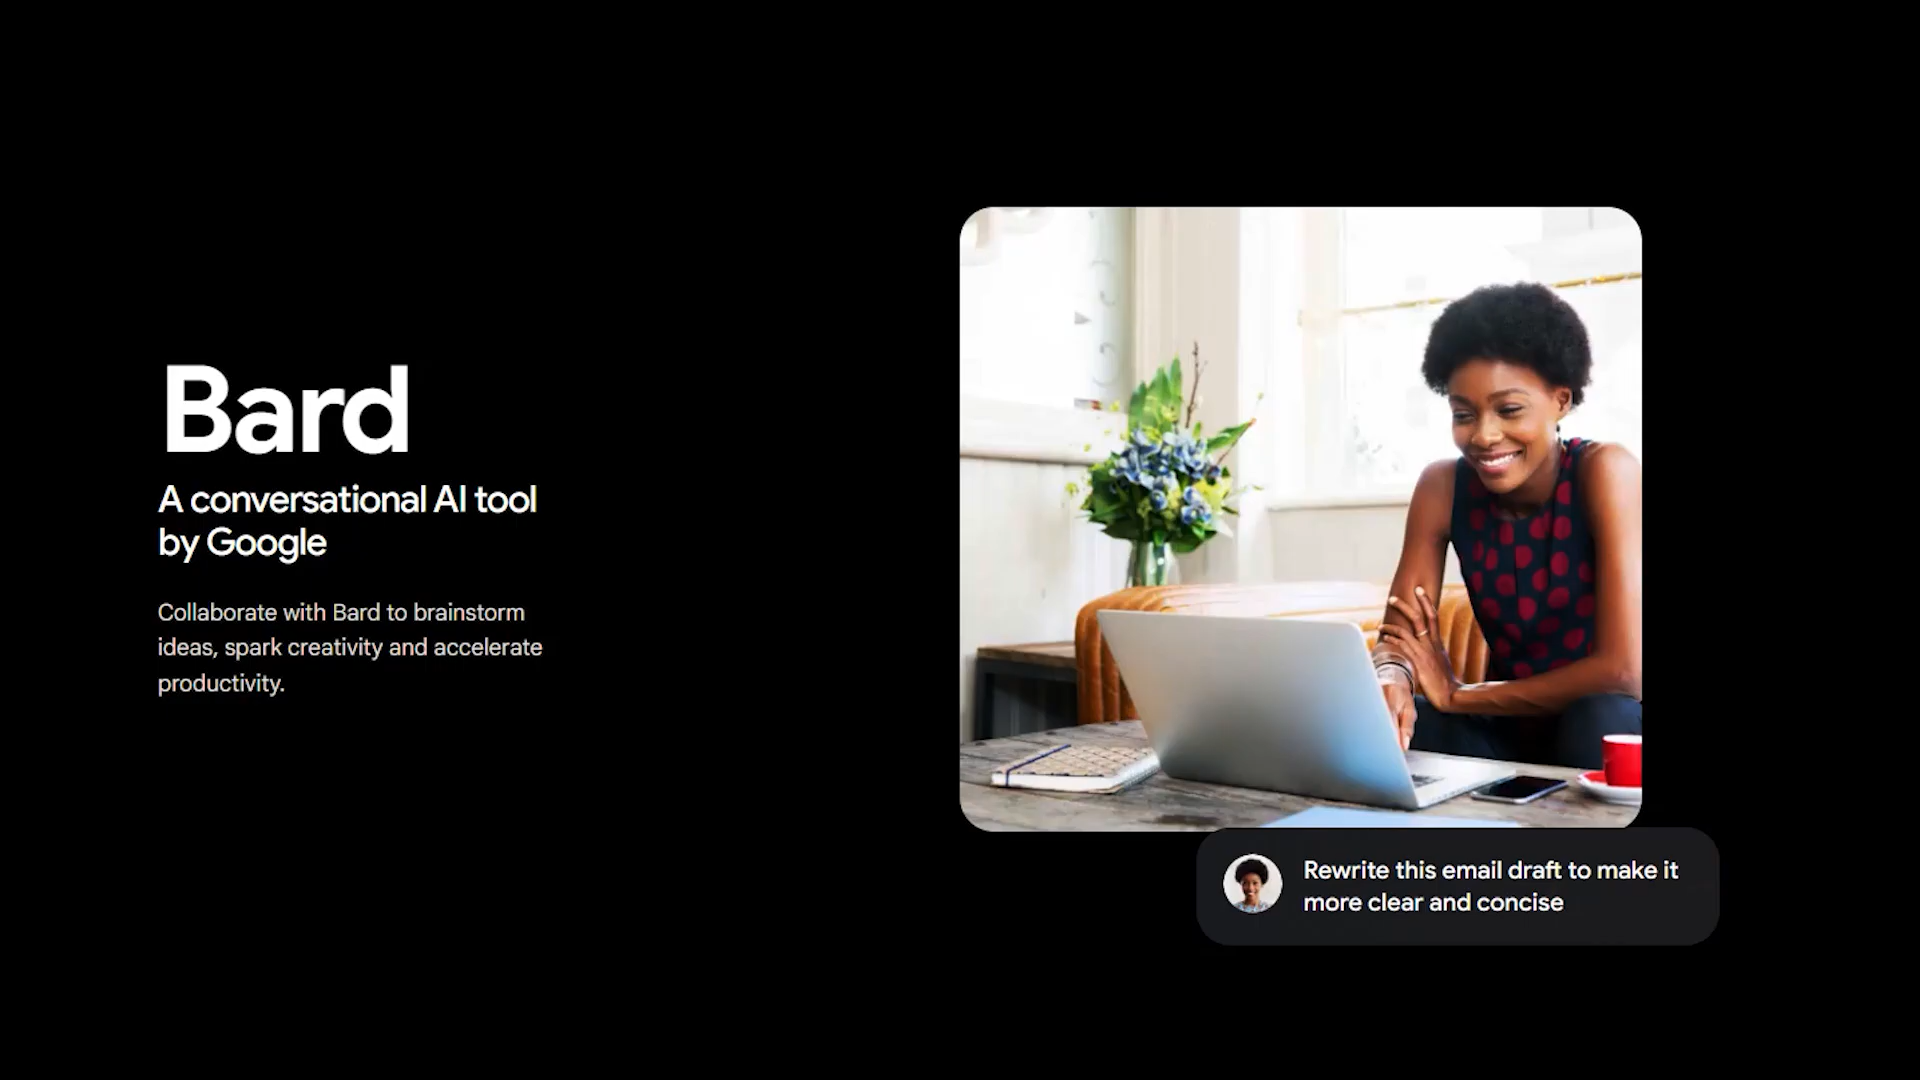 Bard
A conversational AI tool
by Google
Collaborate with Bard to brainstorm
ideas, spark creativity and accelerate
productivity.
Rewrite this email draft to make it
more clear and concise